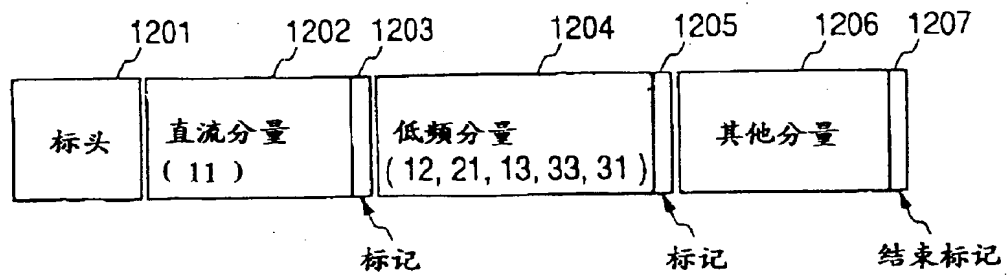 1201 1202 1203 1204 1205 1206 1207
标头 直流分量 低频分量 其他分量
( 11 ) ( 12, 21, 13, 33, 31 )
标记 标记 结束标记